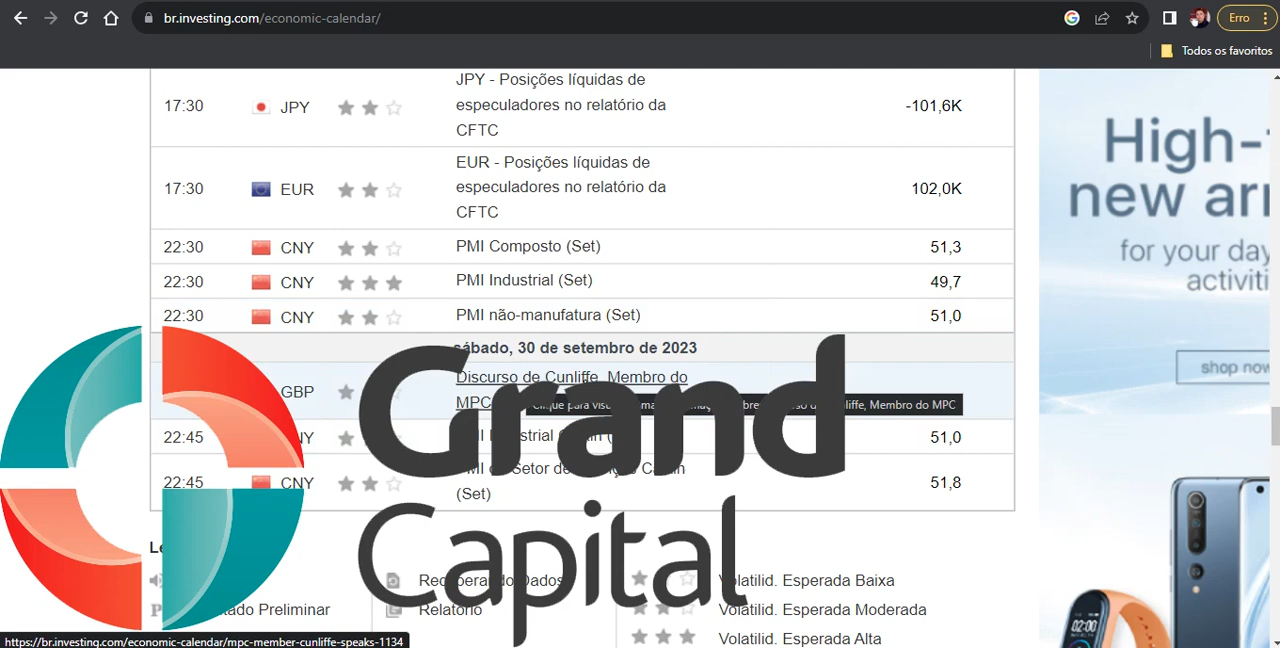 br.investing.com/economic-calendar/
Erro
Todos os favoritos
17:30 JPY JPY - Posições líquidas de especuladores no relatório da CFTC -101,6K
17:30 EUR EUR - Posições líquidas de especuladores no relatório da CFTC 102,0K
22:30 CNY PMI Composto (Set) 51,3
22:30 CNY PMI Industrial (Set) 49,7
22:30 CNY PMI não-manufatura (Set) 51,0
sábado, 30 de setembro de 2023
GBP Discurso de Cunliffe, Membro do
MPC
Membro do MPC
22:45 51,0
22:45 CNY 51,8
(Set)
Grand
Capital
Volatilid. Esperada Baixa
Preliminar
Relatório
Volatilid. Esperada Moderada
Volatilid. Esperada Alta
https://br.investing.com/economic-calendar/mpc-member-cunliffe-speaks-1134
High-
new
for your day
shop now
02:00